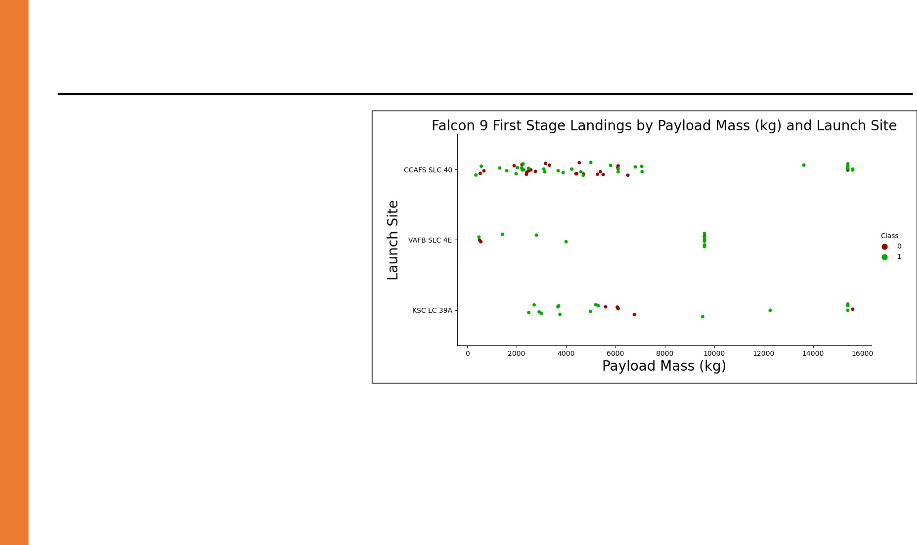 Falcon 9 First Stage Landings by Payload Mass (kg) and Launch Site
CCAFS SLC 40
VAFB SLC 4E
KSC LC 39A
Launch Site
0 2000 4000 6000 8000 10000 12000 14000 16000
Payload Mass (kg)
Class
0
1